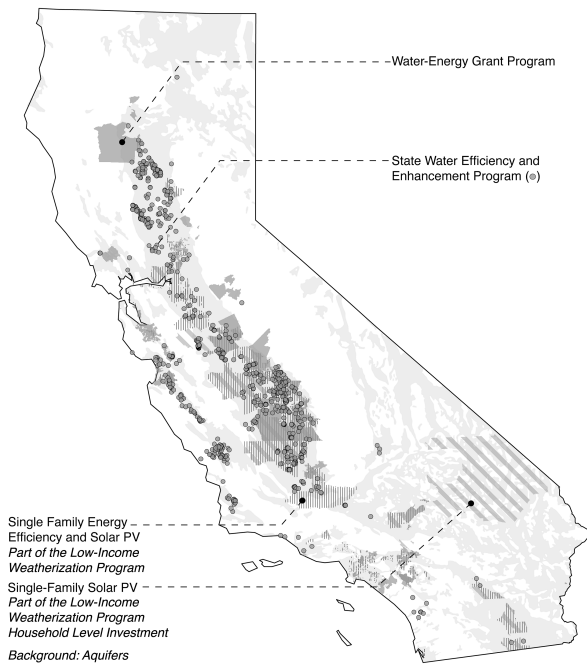 Water-Energy Grant Program
State Water Efficiency and
Enhancement Program ( )
Single Family Energy
Efficiency and Solar PV
Part of the Low-Income
Weatherization Program
Single-Family Solar PV
Part of the Low-Income
Weatherization Program
Household Level Investment
Background: Aquifers